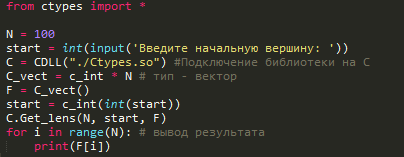 from ctypes import *
N = 100
start = int(input('Введите начальную вершину: '))
C = CDLL("./Ctypes.so") #Подключение библиотеки на C
C_vect = c_int * N # тип - вектор
F = C_vect()
start = c_int(int(start))
C.Get_lens(N, start, F)
for i in range(N): # вывод результата
    print(F[i])